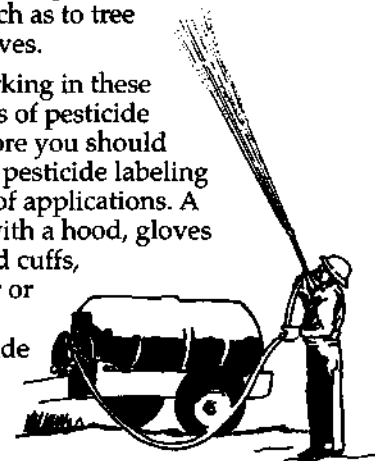 ch as to tree
ves.
king in these
s of pesticide
ore you should
pesticide labeling
of applications. A
with a hood, gloves
d cuffs,
or
de